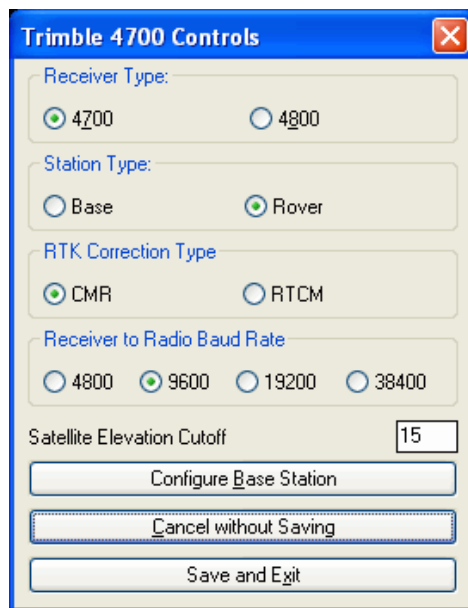 Trimble 4700 Controls
Receiver Type:
4700 4800
Station Type:
Base Rover
RTK Correction Type
CMR RTCM
Receiver to Radio Baud Rate
4800 9600 19200 38400
Satellite Elevation Cutoff 15
Configure Base Station
Cancel without Saving
Save and Exit